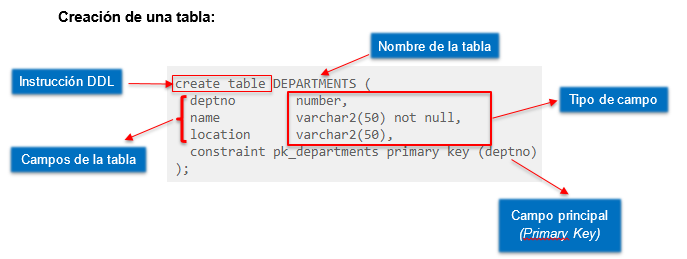 Creación de una tabla:
Nombre de la tabla
Instrucción DDL
create table DEPARTMENTS (
deptno number,
name varchar2(50) not null,
location varchar2(50),
constraint pk_departments primary key (deptno)
);
Tipo de campo
Campos de la tabla
Campo principal
(Primary Key)